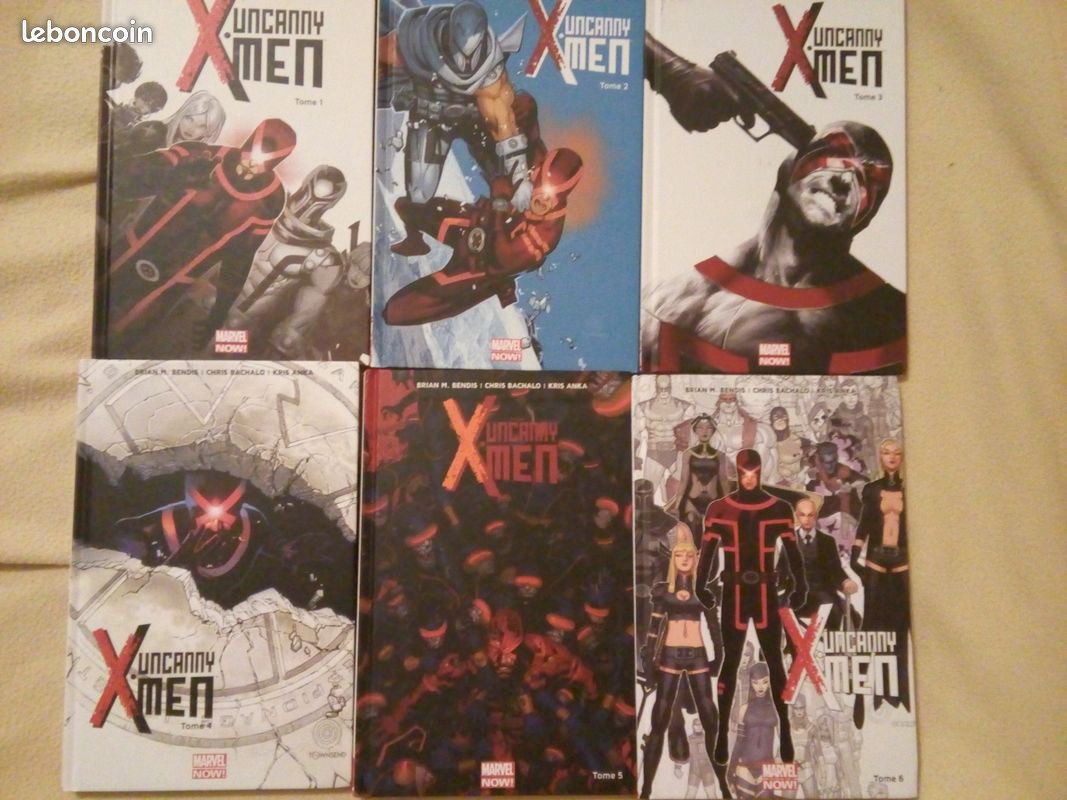 leboncoin
UNCANNY
X-MEN
Tome 1
UNCANNY
X-MEN
Tome 2
UNCANNY
X-MEN
Tome 3
MARVEL
NOW!
MARVEL
NOW!
MARVEL
NOW!
BRIAN M. BENDIS / CHRIS BACHALO / KRIS ANKA
UNCANNY
X-MEN
Tome 4
TOWNSEND
MARVEL
NOW!
BRIAN M. BENDIS / CHRIS BACHALO / KRIS ANKA
UNCANNY
X-MEN
MARVEL
NOW!
Tome 5
BRIAN M. BENDIS / CHRIS BACHALO / KRIS ANKA
UNCANNY
X-MEN
MARVEL
NOW!
Tome 6